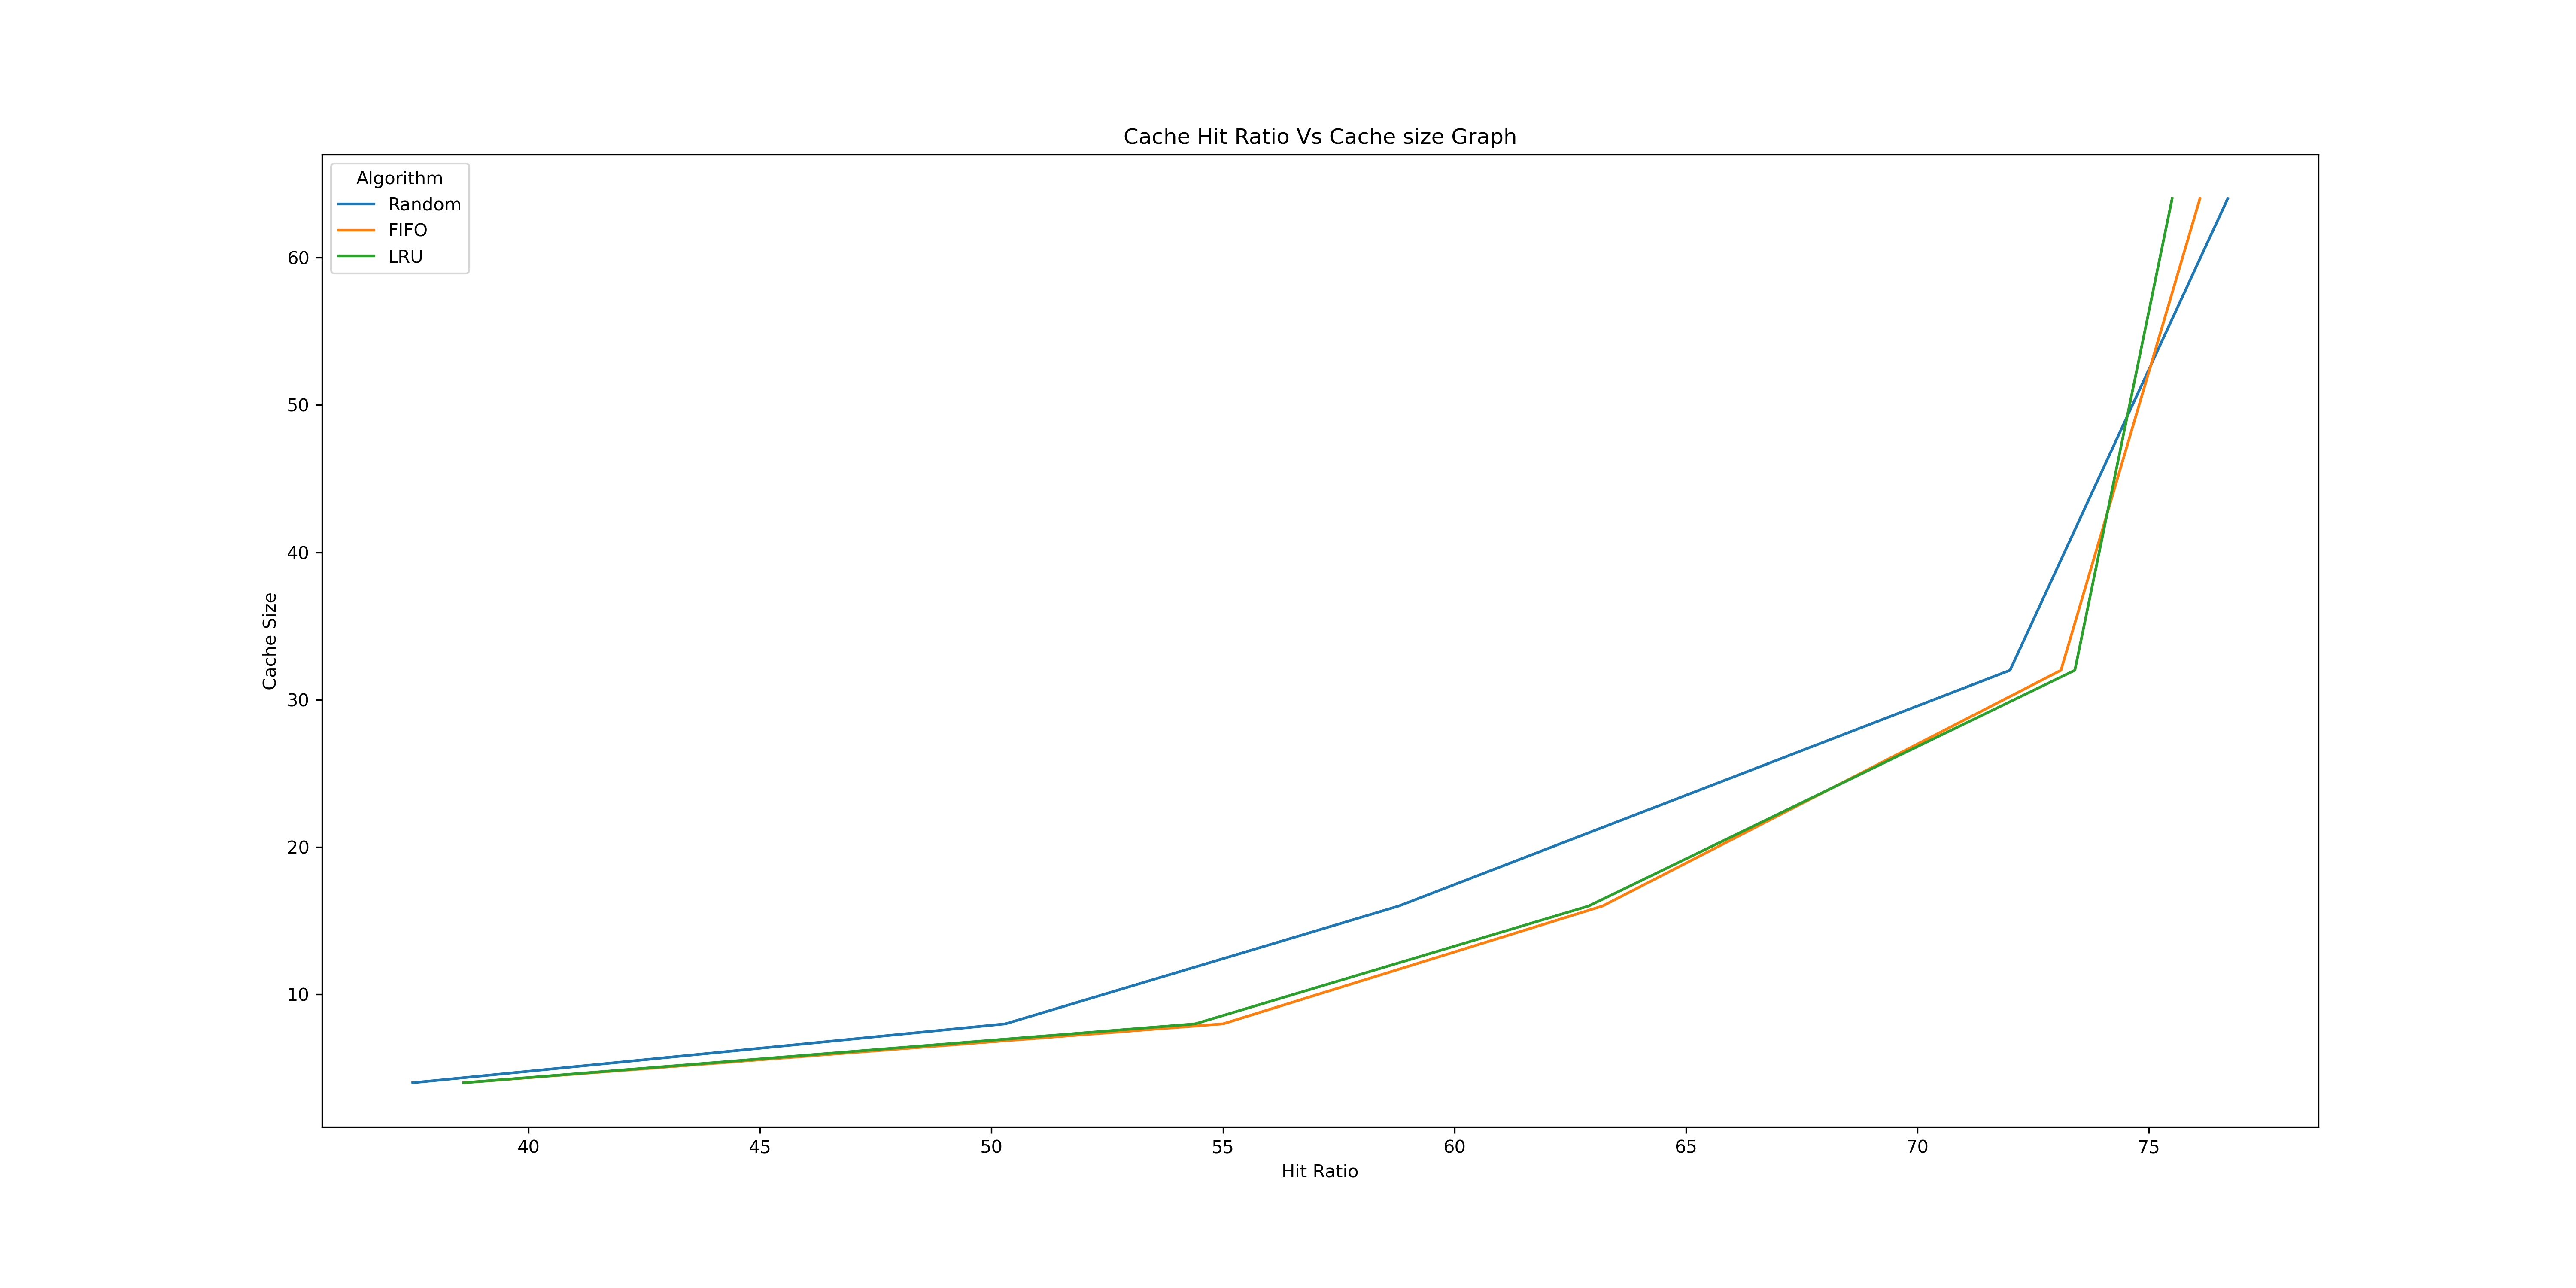 Cache Hit Ratio Vs Cache size Graph
Algorithm
Random
FIFO
LRU
60
50
40
30
20
10
Cache Size
40 45 50 55 60 65 70 75
Hit Ratio